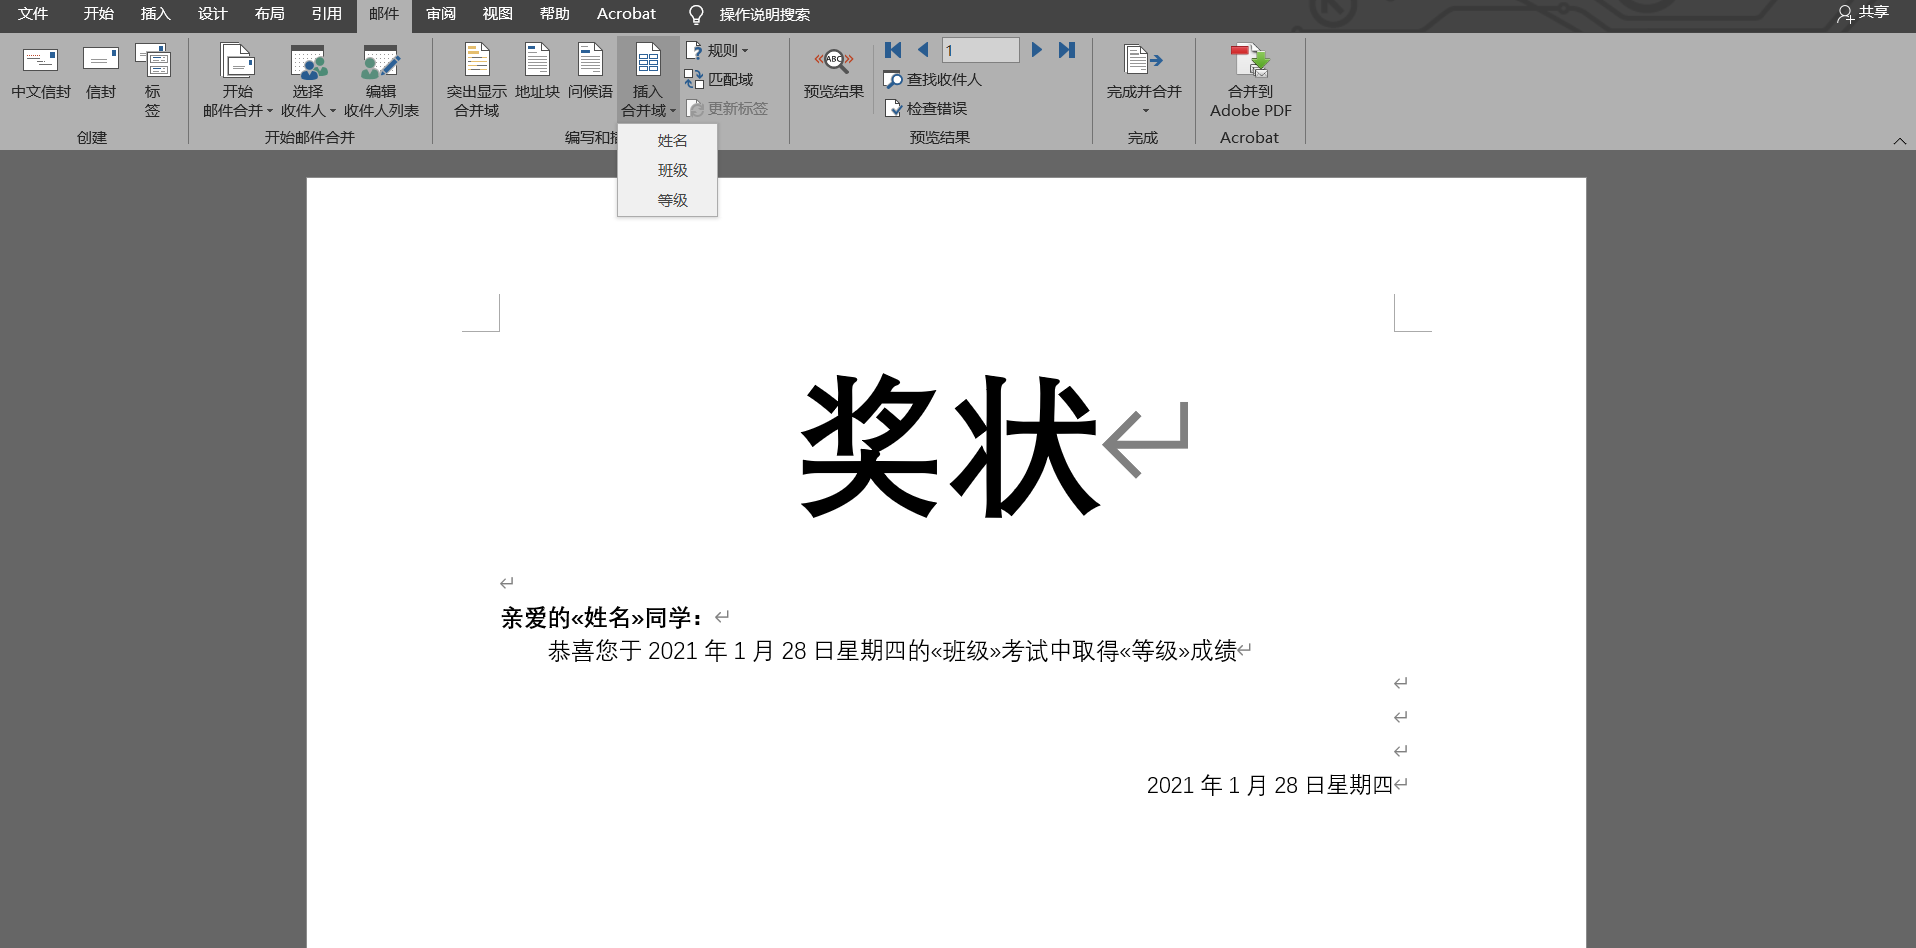 文件 开始 插入 设计 布局 引用 邮件 审阅 视图 帮助 Acrobat 操作说明搜索 共享
中文信封 信封 标签
创建
开始邮件合并 选择收件人 编辑收件人列表
开始邮件合并
突出显示合并域 地址块 问候语 插入合并域
规则
匹配域
更新标签
编写和
预览结果
ABC
1
查找收件人
检查错误
预览结果
完成并合并
完成
合并到
Adobe PDF
Acrobat
姓名
班级
等级
奖状
亲爱的«姓名»同学：
恭喜您于 2021 年 1 月 28 日星期四的«班级»考试中取得«等级»成绩
2021 年 1 月 28 日星期四